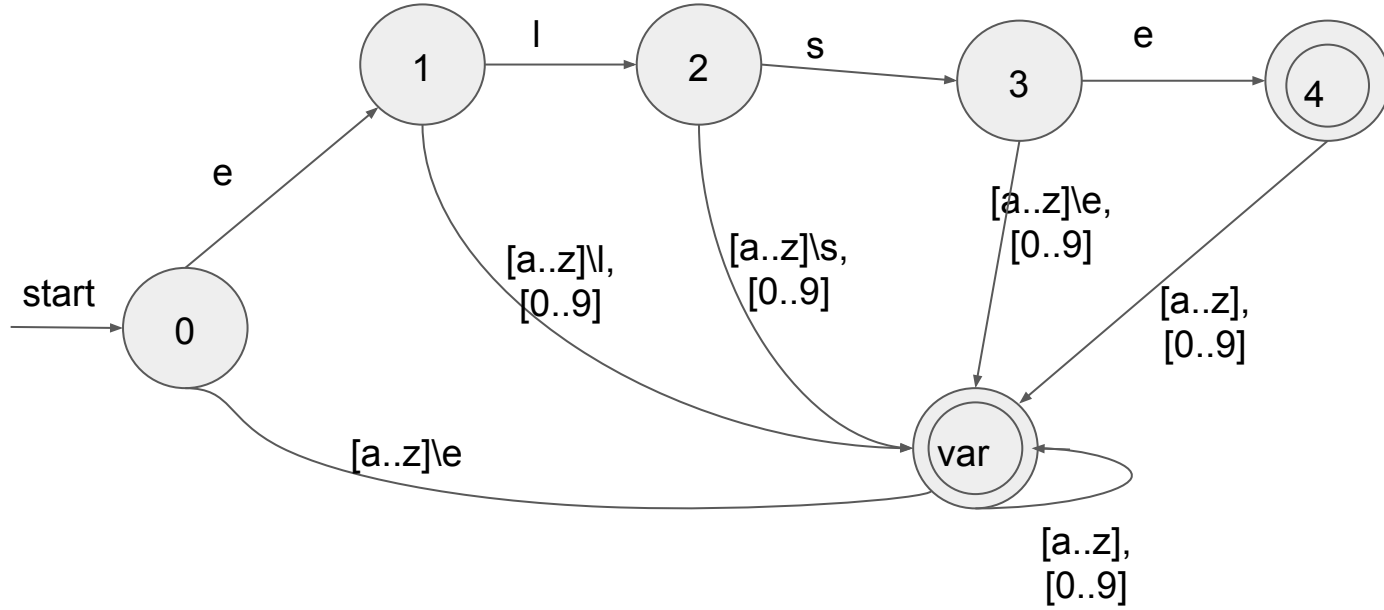 l
s
e
1
2
3
4
e
[a..z]\e,
[0..9]
[a..z]\l,
[0..9]
[a..z]\s,
[0..9]
start
0
[a..z],
[0..9]
[a..z]\e
var
[a..z],
[0..9]